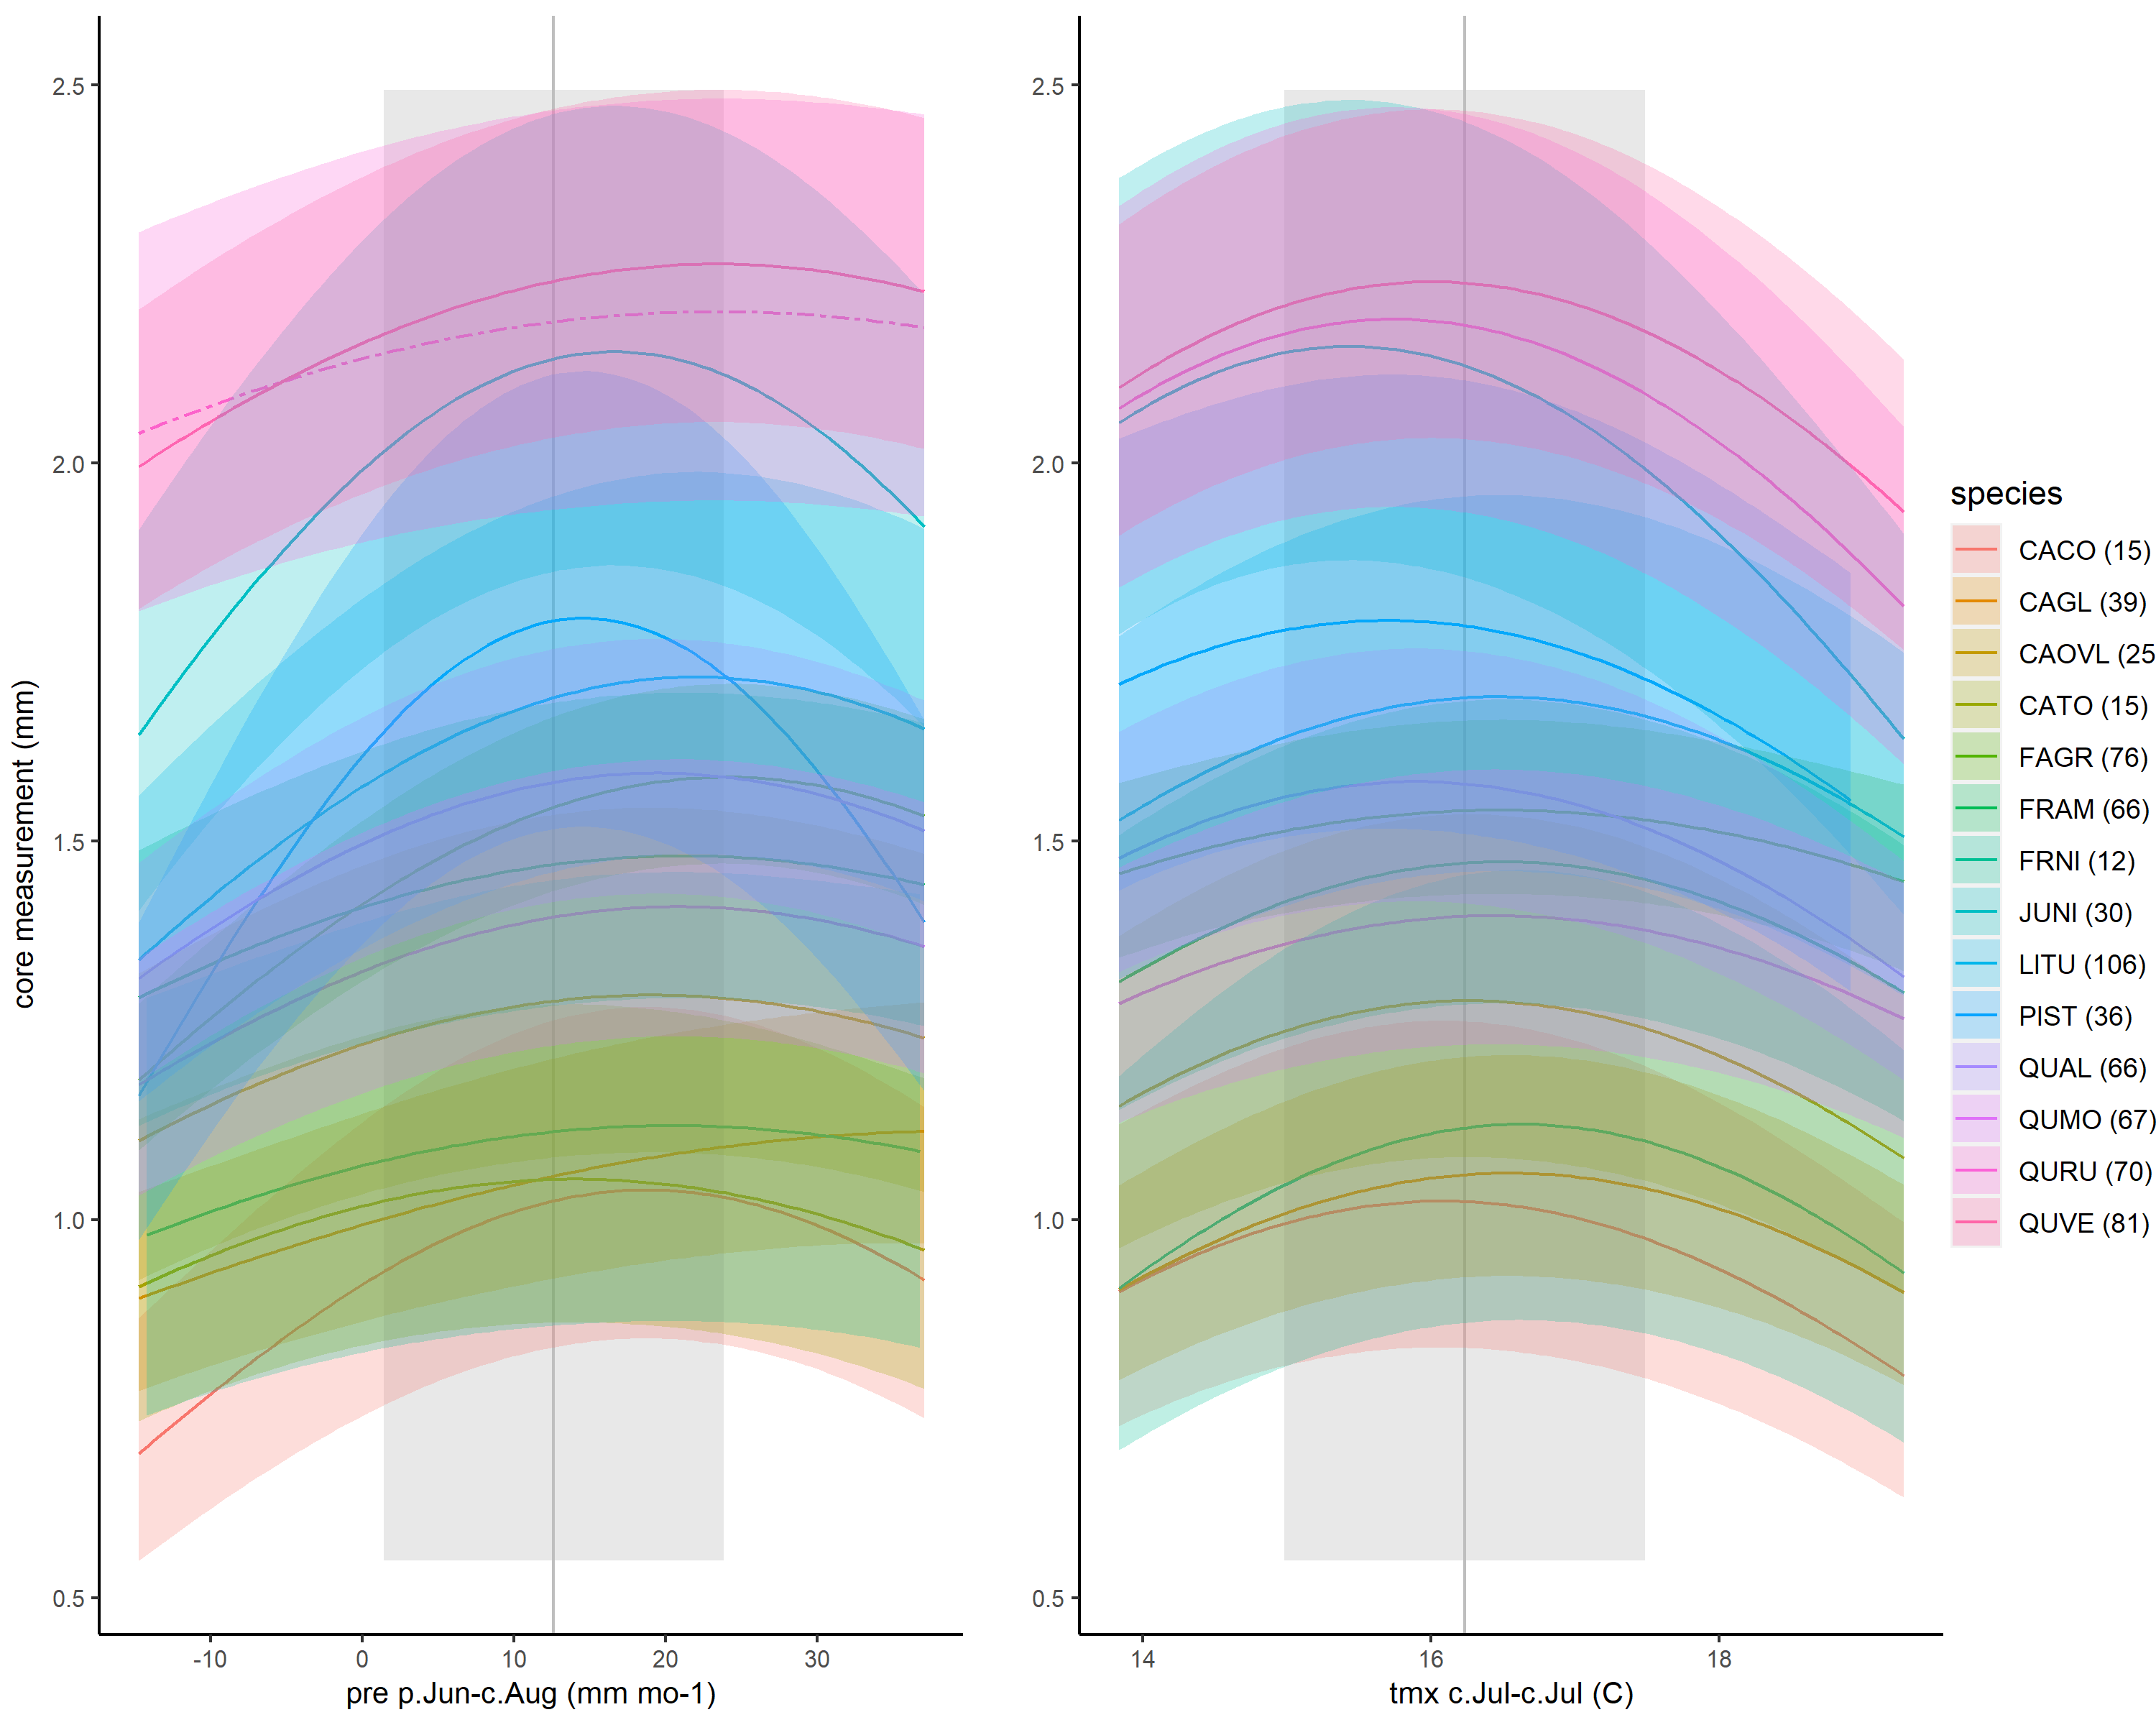 2.5
2.0
1.5
1.0
0.5
core measurement (mm)
-10 0 10 20 30
pre p.Jun-c.Aug (mm mo-1)
2.5
2.0
1.5
1.0
0.5
14 16 18
tmx c.Jul-c.Jul (C)
species
CACO (15)
CAGL (39)
CAOVL (25
CATO (15)
FAGR (76)
FRAM (66)
FRNI (12)
JUNI (30)
LITU (106)
PIST (36)
QUAL (66)
QUMO (67)
QURU (70)
QUVE (81)